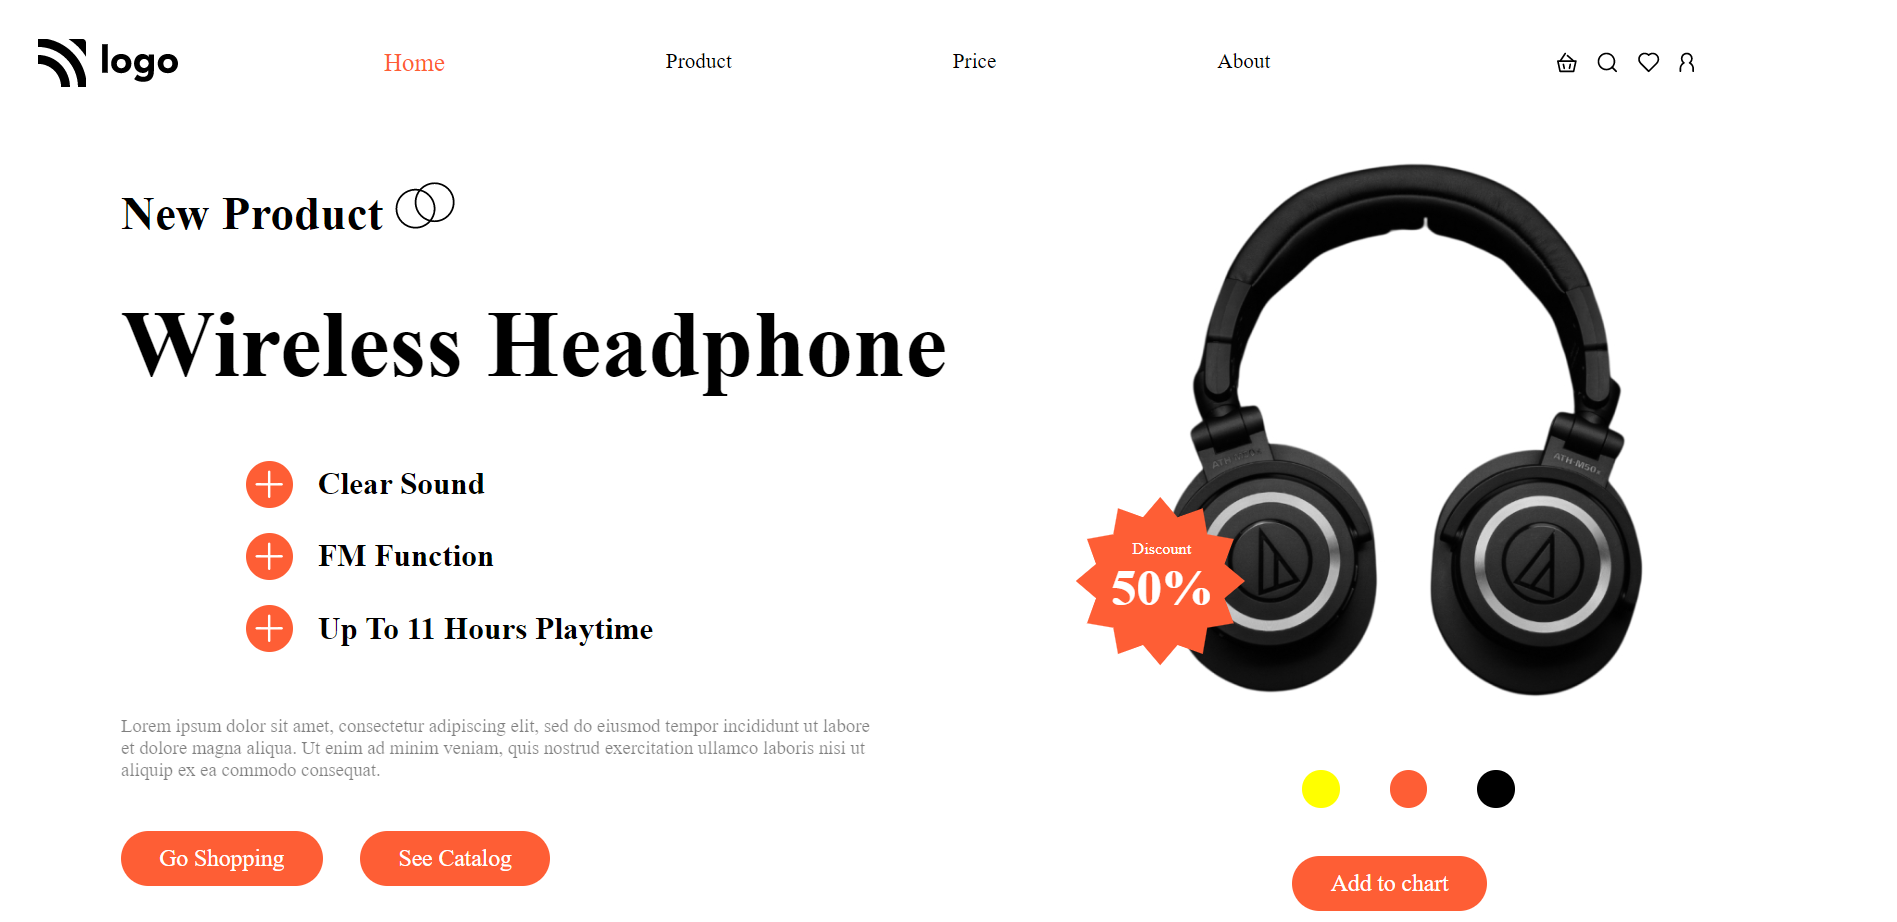 logo
Home
Product
Price
About
New Product
Wireless Headphone
Clear Sound
FM Function
Up To 11 Hours Playtime
Lorem ipsum dolor sit amet, consectetur adipiscing elit, sed do eiusmod tempor incididunt ut labore
et dolore magna aliqua. Ut enim ad minim veniam, quis nostrud exercitation ullamco laboris nisi ut
aliquip ex ea commodo consequat.
Go Shopping
See Catalog
ATH-M50x
ATH-M50x
Discount
50%
Add to chart